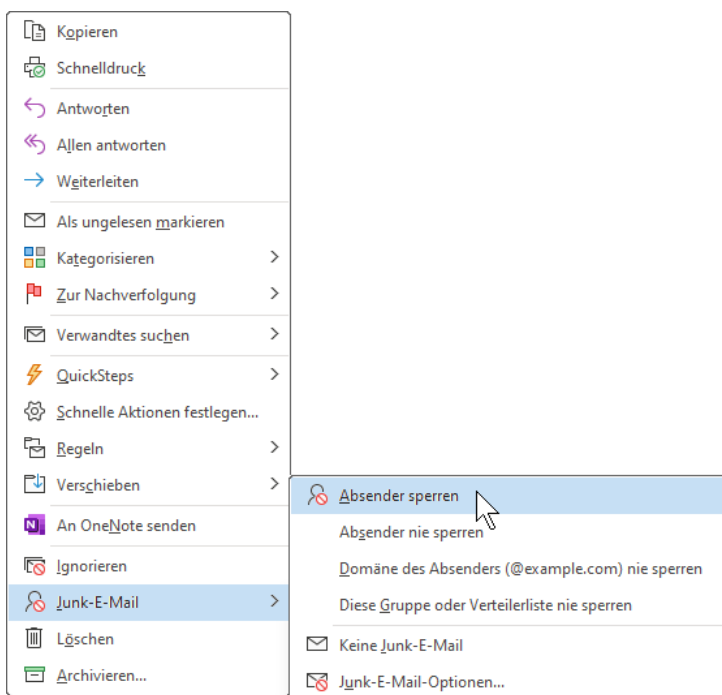 Kopieren
Schnelldruck
Antworten
Allen antworten
Weiterleiten
Als ungelesen markieren
Kategorisieren
Zur Nachverfolgung
Verwandtes suchen
QuickSteps
Schnelle Aktionen festlegen...
Regeln
Verschieben
An OneNote senden
Ignorieren
Junk-E-Mail
Löschen
Archivieren...
Absender sperren
Absender nie sperren
Domäne des Absenders (@example.com) nie sperren
Diese Gruppe oder Verteilerliste nie sperren
Keine Junk-E-Mail
Junk-E-Mail-Optionen...